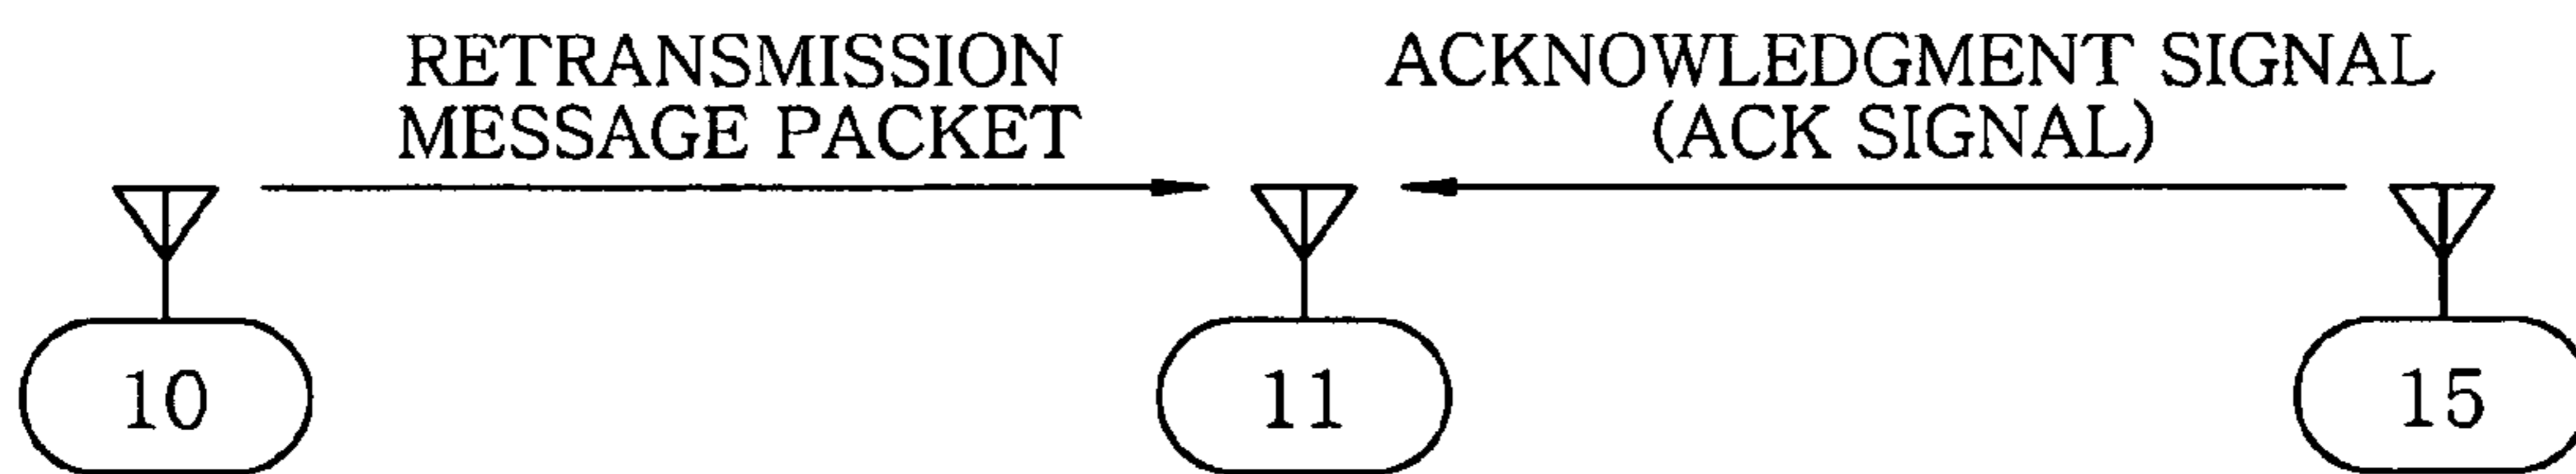 RETRANSMISSION
MESSAGE PACKET
ACKNOWLEDGMENT SIGNAL
(ACK SIGNAL)
10
11
15